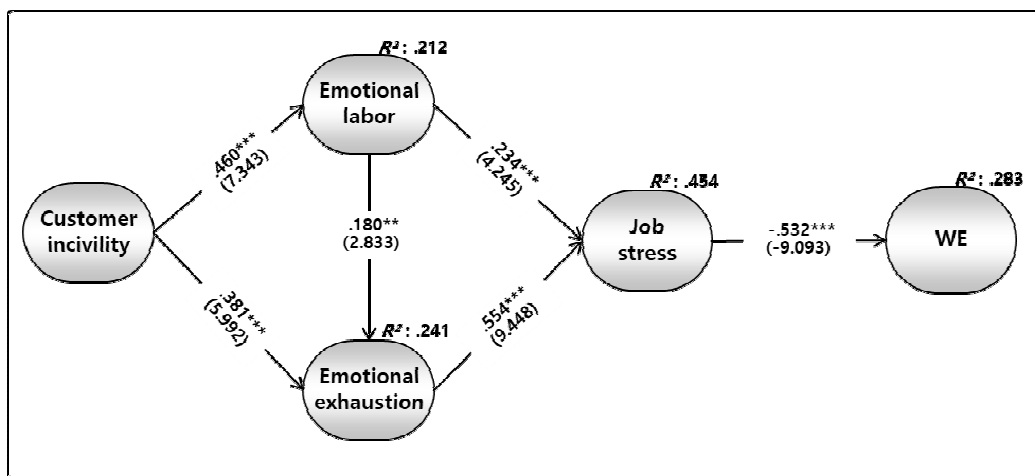 R²: .212
Emotional
labor
.460***
(7.343)
.234***
(4.245)
Customer
incivility
.180**
(2.833)
R²: .454
Job
stress
-.532***
(-9.093)
R²: .283
WE
.381***
(5.992)
.554***
(9.448)
R²: .241
Emotional
exhaustion